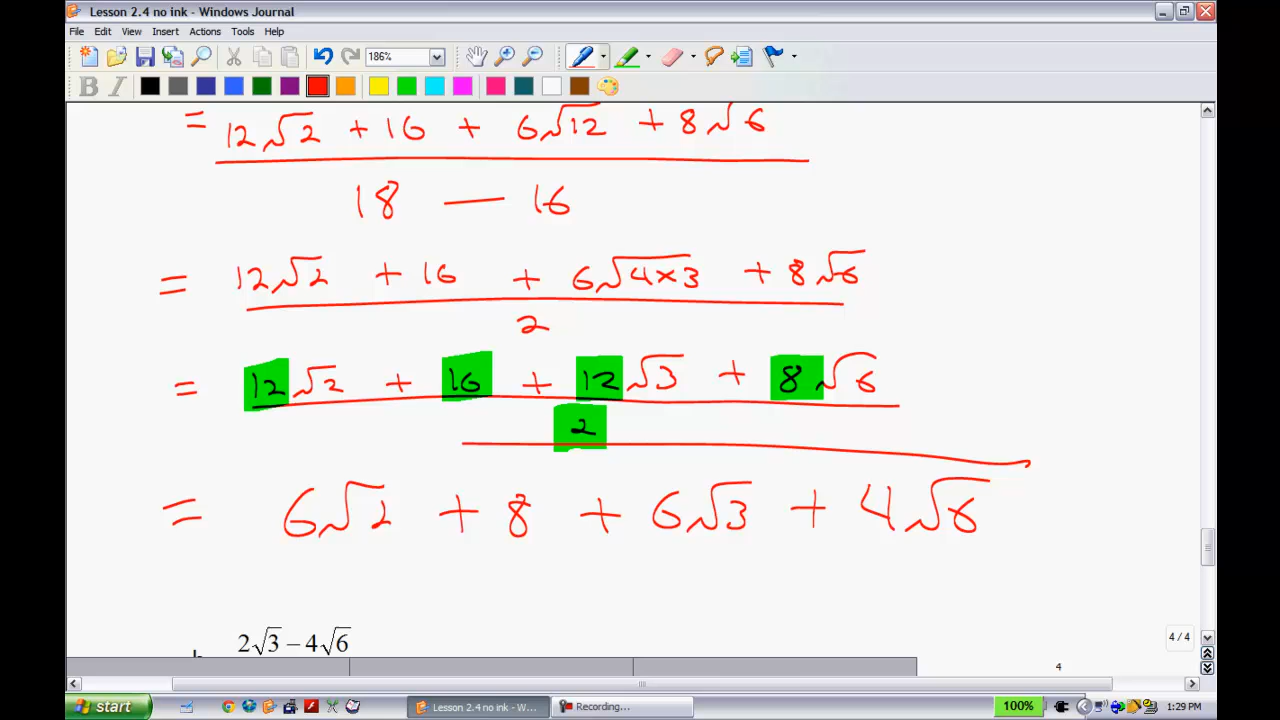 Lesson 2.4 no ink - Windows Journal
File Edit View Insert Actions Tools Help
186%
B I
= 12√2 + 16 + 6√12 + 8√6
18 — 16
= 12√2 + 16 + 6√4×3 + 8√6
2
= 12√2 + 16 + 12√3 + 8√6
2
= 6√2 + 8 + 6√3 + 4√6
2√3 – 4√6
4/4
4
start Lesson 2.4 no ink - W... Recording... 100% 1:29 PM